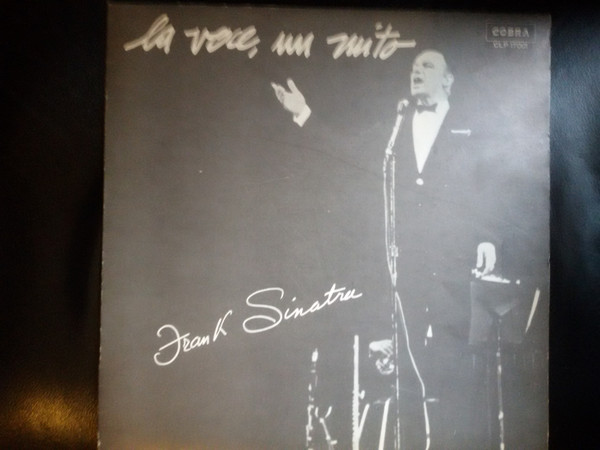 la voce, un mito
COBRA
Frank Sinatra